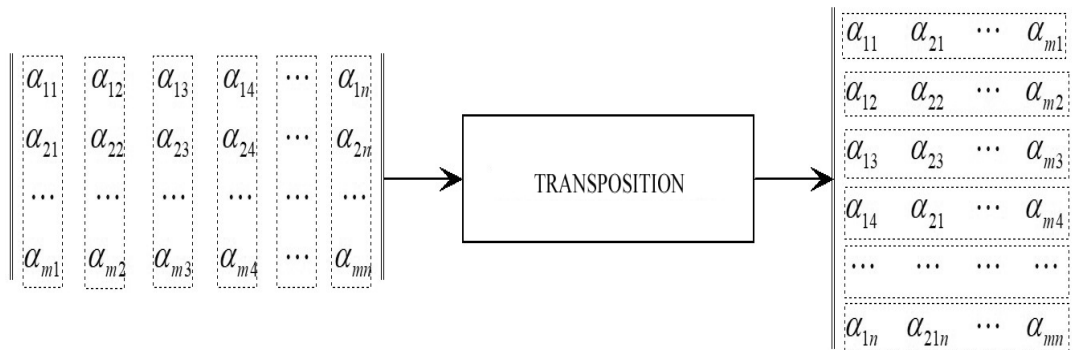 α11 α12 α13 α14 ··· α1n
α21 α22 α23 α24 ··· α2n
··· ··· ··· ··· ··· ···
αm1 αm2 αm3 αm4 ··· αmn
TRANSPOSITION
α11 α21 ··· αm1
α12 α22 ··· αm2
α13 α23 ··· αm3
α14 α21 ··· αm4
··· ··· ··· ···
α1n α21n ··· αmn